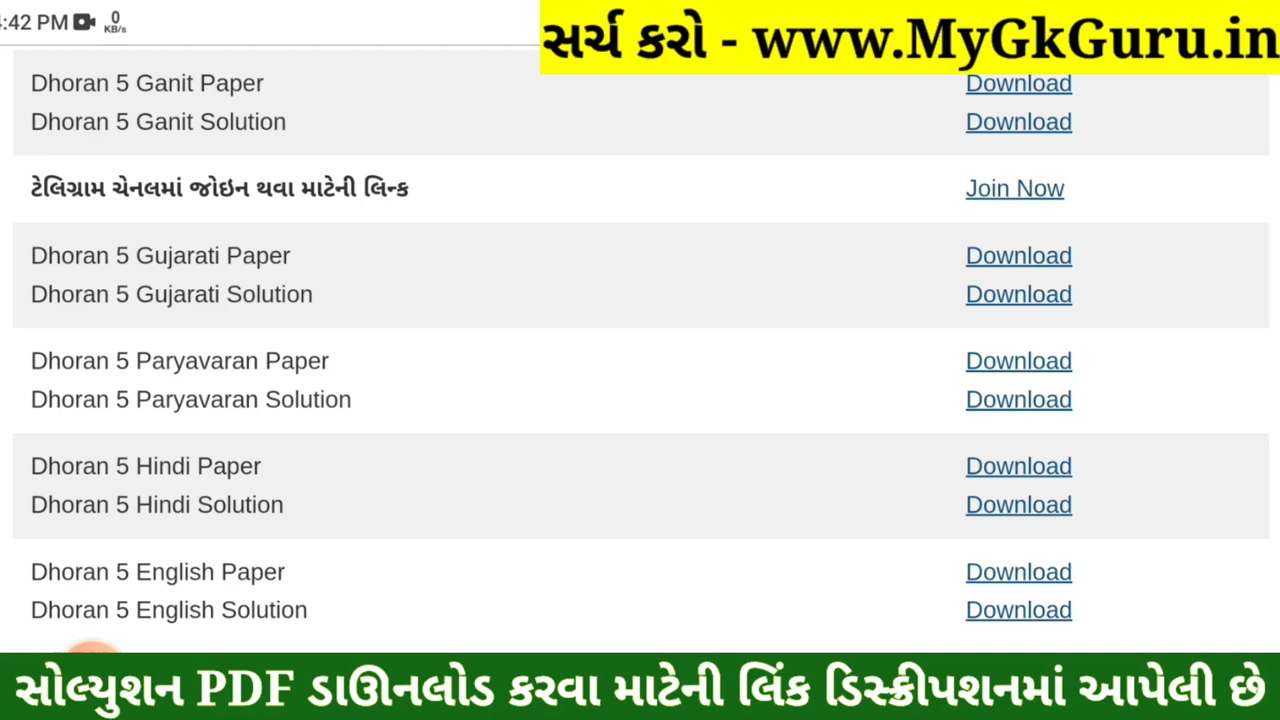 :42 PM 0 KB/s
સર્ચ કરો - www.MyGkGuru.in
Dhoran 5 Ganit Paper Download
Dhoran 5 Ganit Solution Download
ટેલિગ્રામ ચેનલમાં જોઇન થવા માટેની લિન્ક Join Now
Dhoran 5 Gujarati Paper Download
Dhoran 5 Gujarati Solution Download
Dhoran 5 Paryavaran Paper Download
Dhoran 5 Paryavaran Solution Download
Dhoran 5 Hindi Paper Download
Dhoran 5 Hindi Solution Download
Dhoran 5 English Paper Download
Dhoran 5 English Solution Download
સોલ્યુશન PDF ડાઊનલોડ કરવા માટેની લિંક ડિસ્ક્રીપશનમાં આપેલી છે